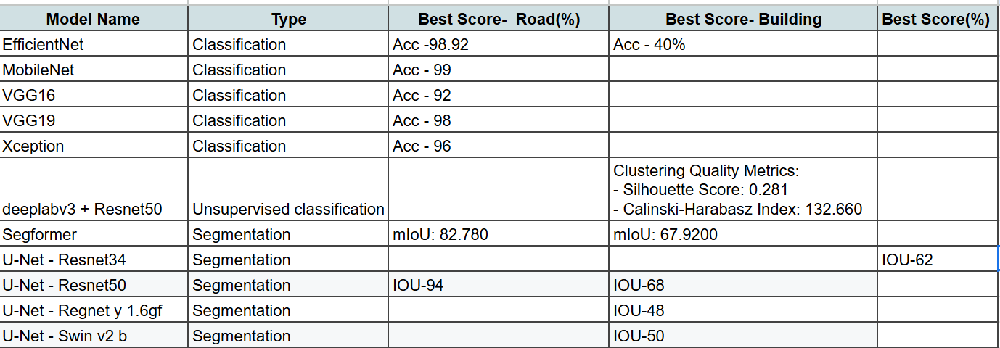 Model Name Type Best Score-  Road(%) Best Score- Building Best Score(%)
EfficientNet Classification Acc -98.92 Acc - 40%
MobileNet Classification Acc - 99
VGG16 Classification Acc - 92
VGG19 Classification Acc - 98
Xception Classification Acc - 96
Clustering Quality Metrics:
- Silhouette Score: 0.281
deeplabv3 + Resnet50 Unsupervised classification - Calinski-Harabasz Index: 132.660
Segformer Segmentation mIoU: 82.780 mIoU: 67.9200
U-Net - Resnet34 Segmentation IOU-62
U-Net - Resnet50 Segmentation IOU-94 IOU-68
U-Net - Regnet y 1.6gf Segmentation IOU-48
U-Net - Swin v2 b Segmentation IOU-50